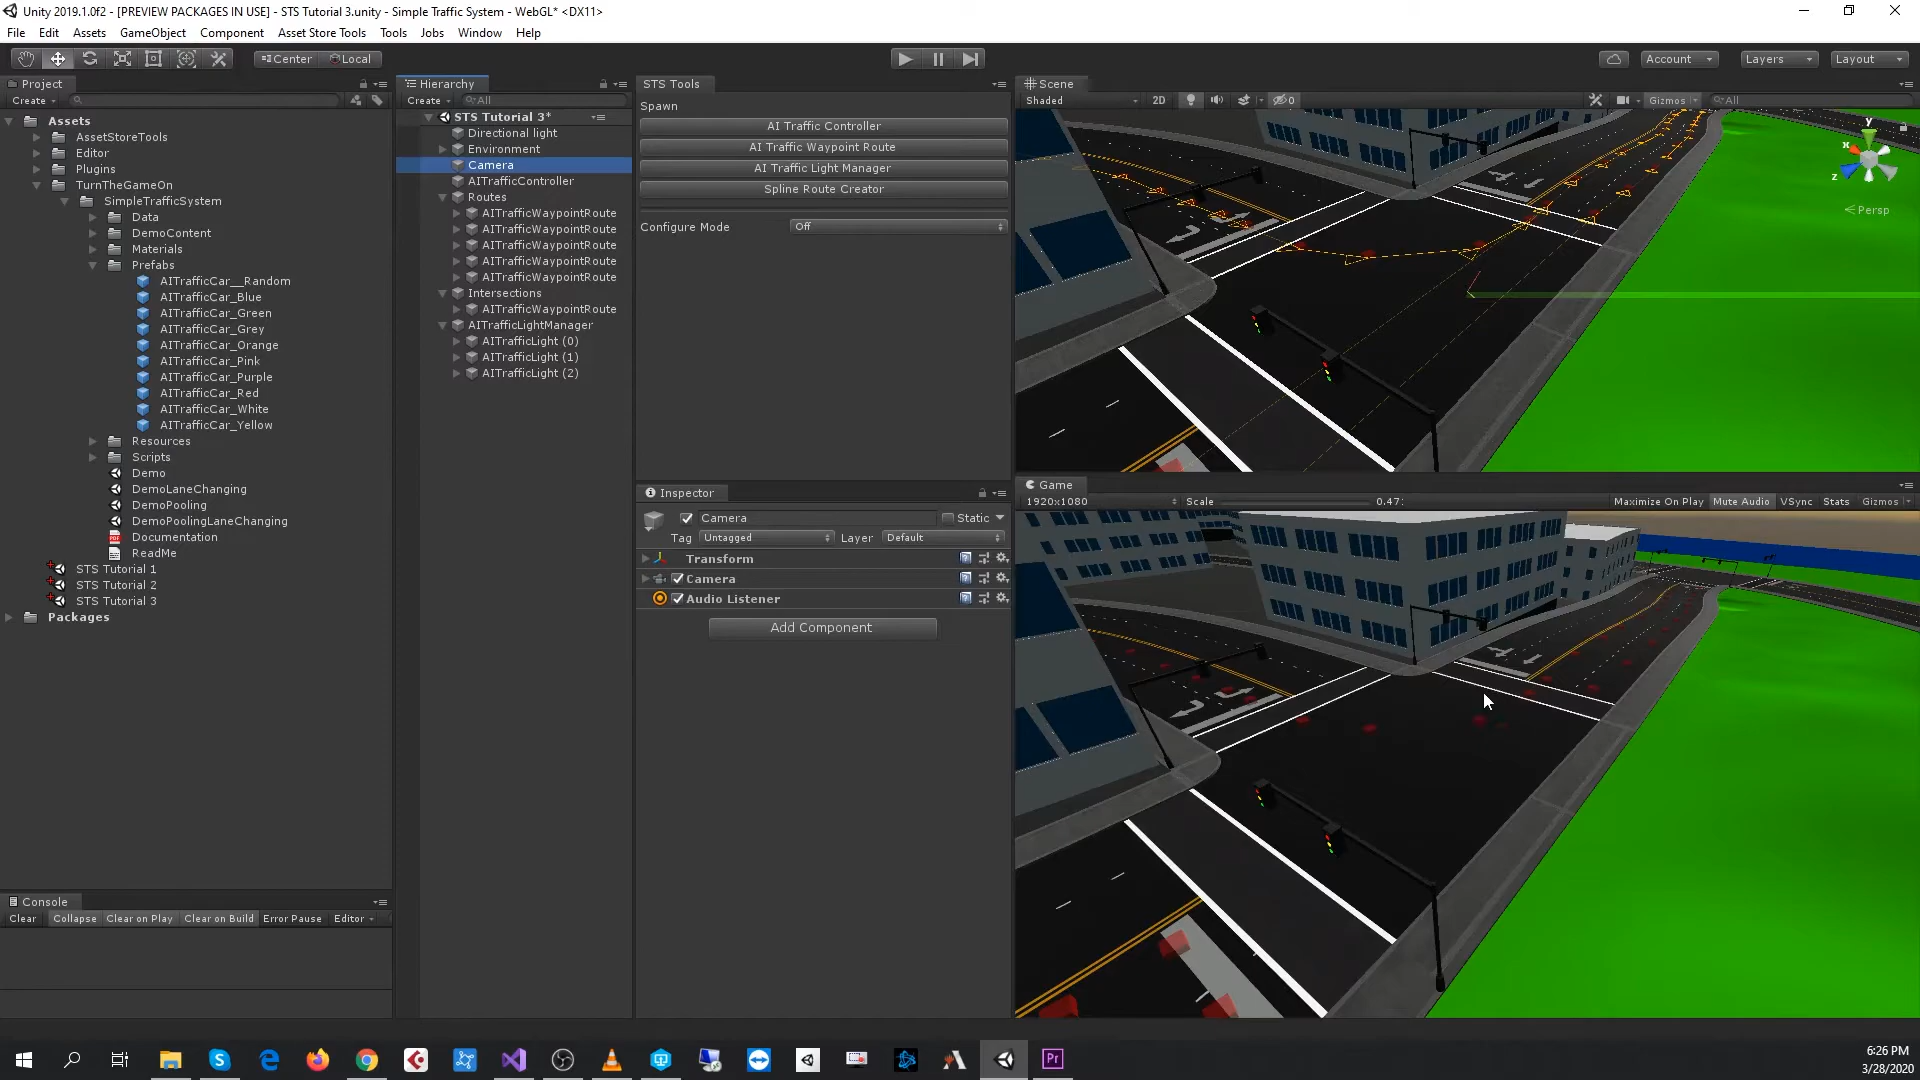 Unity 2019.1.0f2 - [PREVIEW PACKAGES IN USE] - STS Tutorial 3.unity - Simple Traffic System - WebGL* <DX11>
File Edit Assets GameObject Component Asset Store Tools Tools Jobs Window Help
Center Local
Account Layers Layout
Project
Create
Assets
AssetStoreTools
Editor
Plugins
TurnTheGameOn
SimpleTrafficSystem
Data
DemoContent
Materials
Prefabs
AITrafficCar__Random
AITrafficCar_Blue
AITrafficCar_Green
AITrafficCar_Grey
AITrafficCar_Orange
AITrafficCar_Pink
AITrafficCar_Purple
AITrafficCar_Red
AITrafficCar_White
AITrafficCar_Yellow
Resources
Scripts
Demo
DemoLaneChanging
DemoPooling
DemoPoolingLaneChanging
Documentation
ReadMe
STS Tutorial 1
STS Tutorial 2
STS Tutorial 3
Packages
Console
Clear Collapse Clear on Play Clear on Build Error Pause Editor
Hierarchy
Create All
STS Tutorial 3*
Directional light
Environment
Camera
AITrafficController
Routes
AITrafficWaypointRoute
AITrafficWaypointRoute
AITrafficWaypointRoute
AITrafficWaypointRoute
AITrafficWaypointRoute
Intersections
AITrafficWaypointRoute
AITrafficLightManager
AITrafficLight (0)
AITrafficLight (1)
AITrafficLight (2)
STS Tools
Spawn
AI Traffic Controller
AI Traffic Waypoint Route
AI Traffic Light Manager
Spline Route Creator
Configure Mode Off
Inspector
Camera Static
Tag Untagged Layer Default
Transform
Camera
Audio Listener
Add Component
Scene
Shaded 2D 0 Gizmos All
y
x
z
Persp
Game
1920x1080 Scale 0.47: Maximize On Play Mute Audio VSync Stats Gizmos
Pr
6:26 PM
3/28/2020